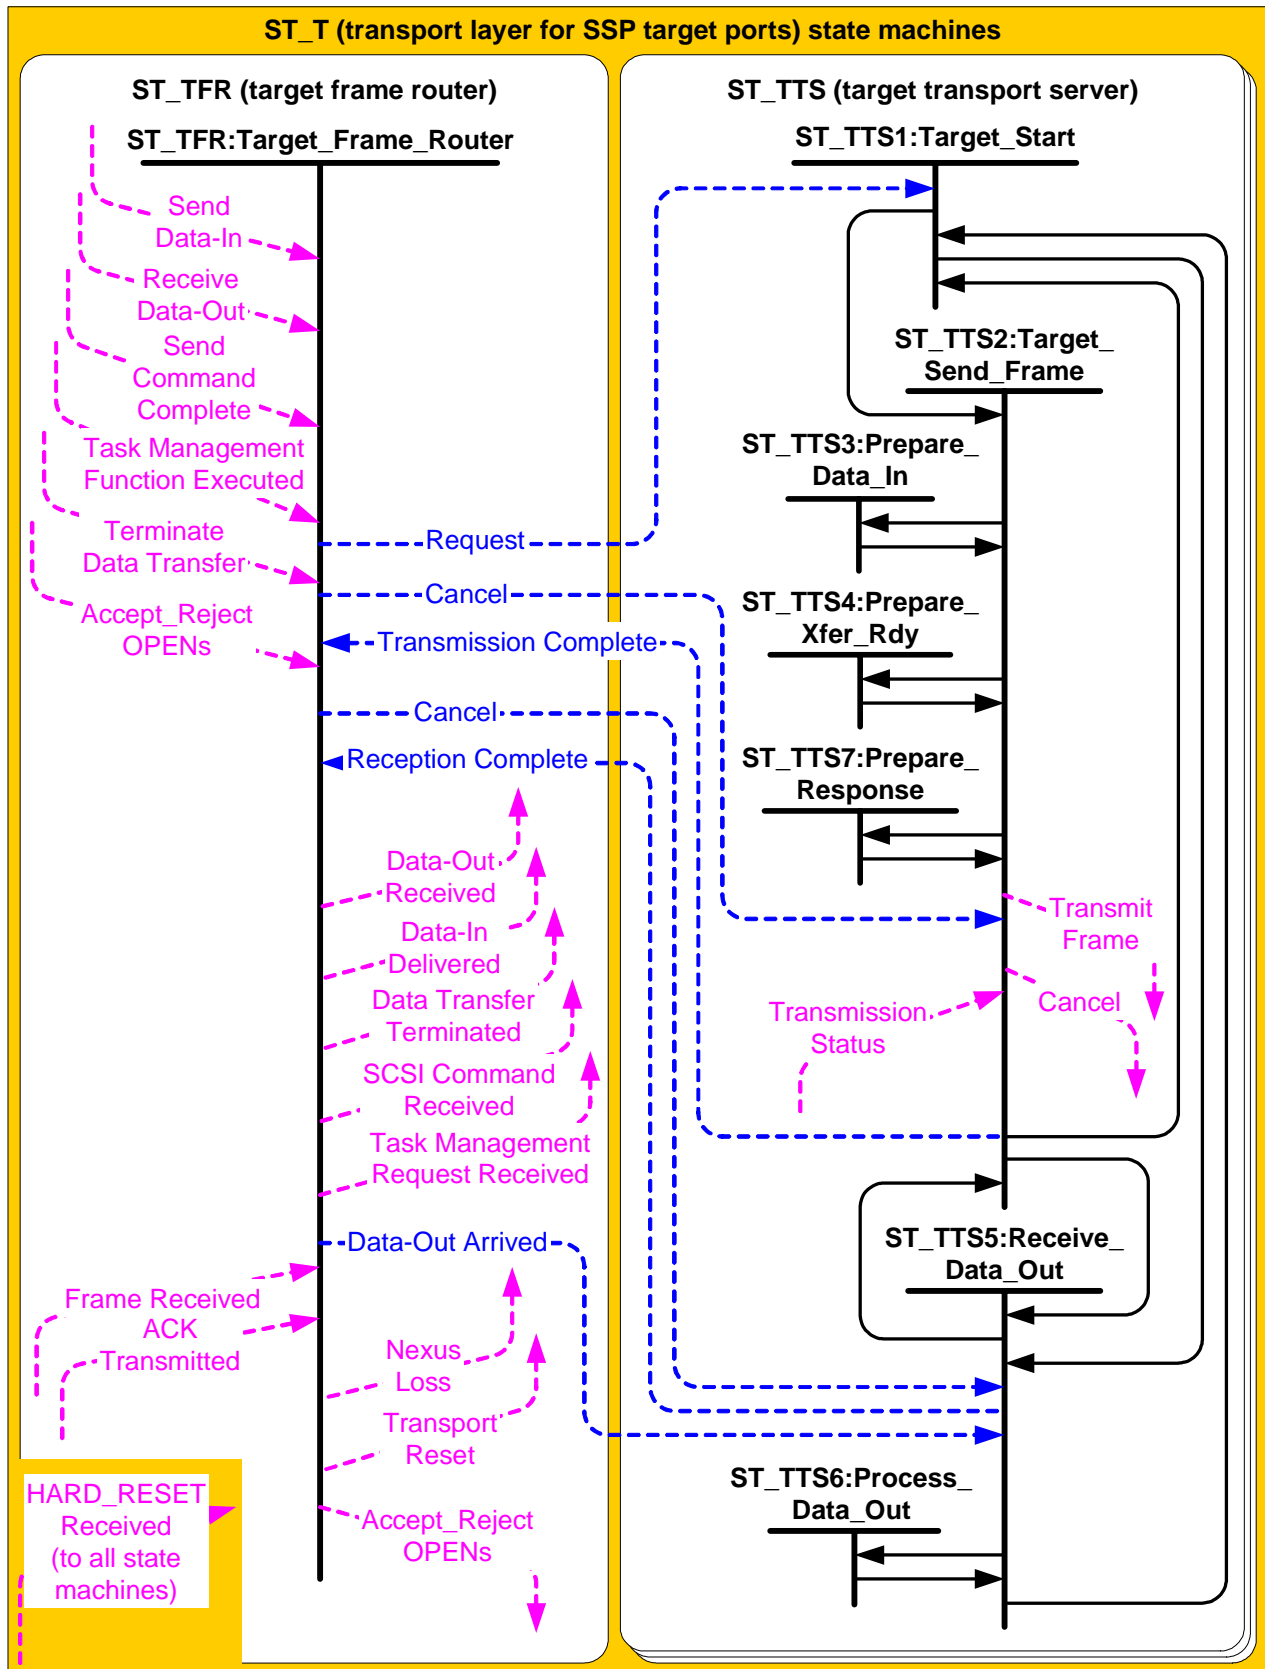 ST_T (transport layer for SSP target ports) state machines
ST_TFR (target frame router)
ST_TFR:Target_Frame_Router
Send
Data-In
Receive
Data-Out
Send
Command
Complete
Task Management
Function Executed
Terminate
Data Transfer
Accept_Reject
OPENs
Request
Cancel
Transmission Complete
Cancel
Reception Complete
Data-Out
Received
Data-In
Delivered
Data Transfer
Terminated
SCSI Command
Received
Task Management
Request Received
Data-Out Arrived
Frame Received
ACK
Transmitted
Nexus
Loss
Transport
Reset
HARD_RESET
Received
(to all state
machines)
Accept_Reject
OPENs
ST_TTS (target transport server)
ST_TTS1:Target_Start
ST_TTS2:Target_
Send_Frame
ST_TTS3:Prepare_
Data_In
ST_TTS4:Prepare_
Xfer_Rdy
ST_TTS7:Prepare_
Response
Transmit
Frame
Cancel
Transmission
Status
ST_TTS5:Receive_
Data_Out
ST_TTS6:Process_
Data_Out